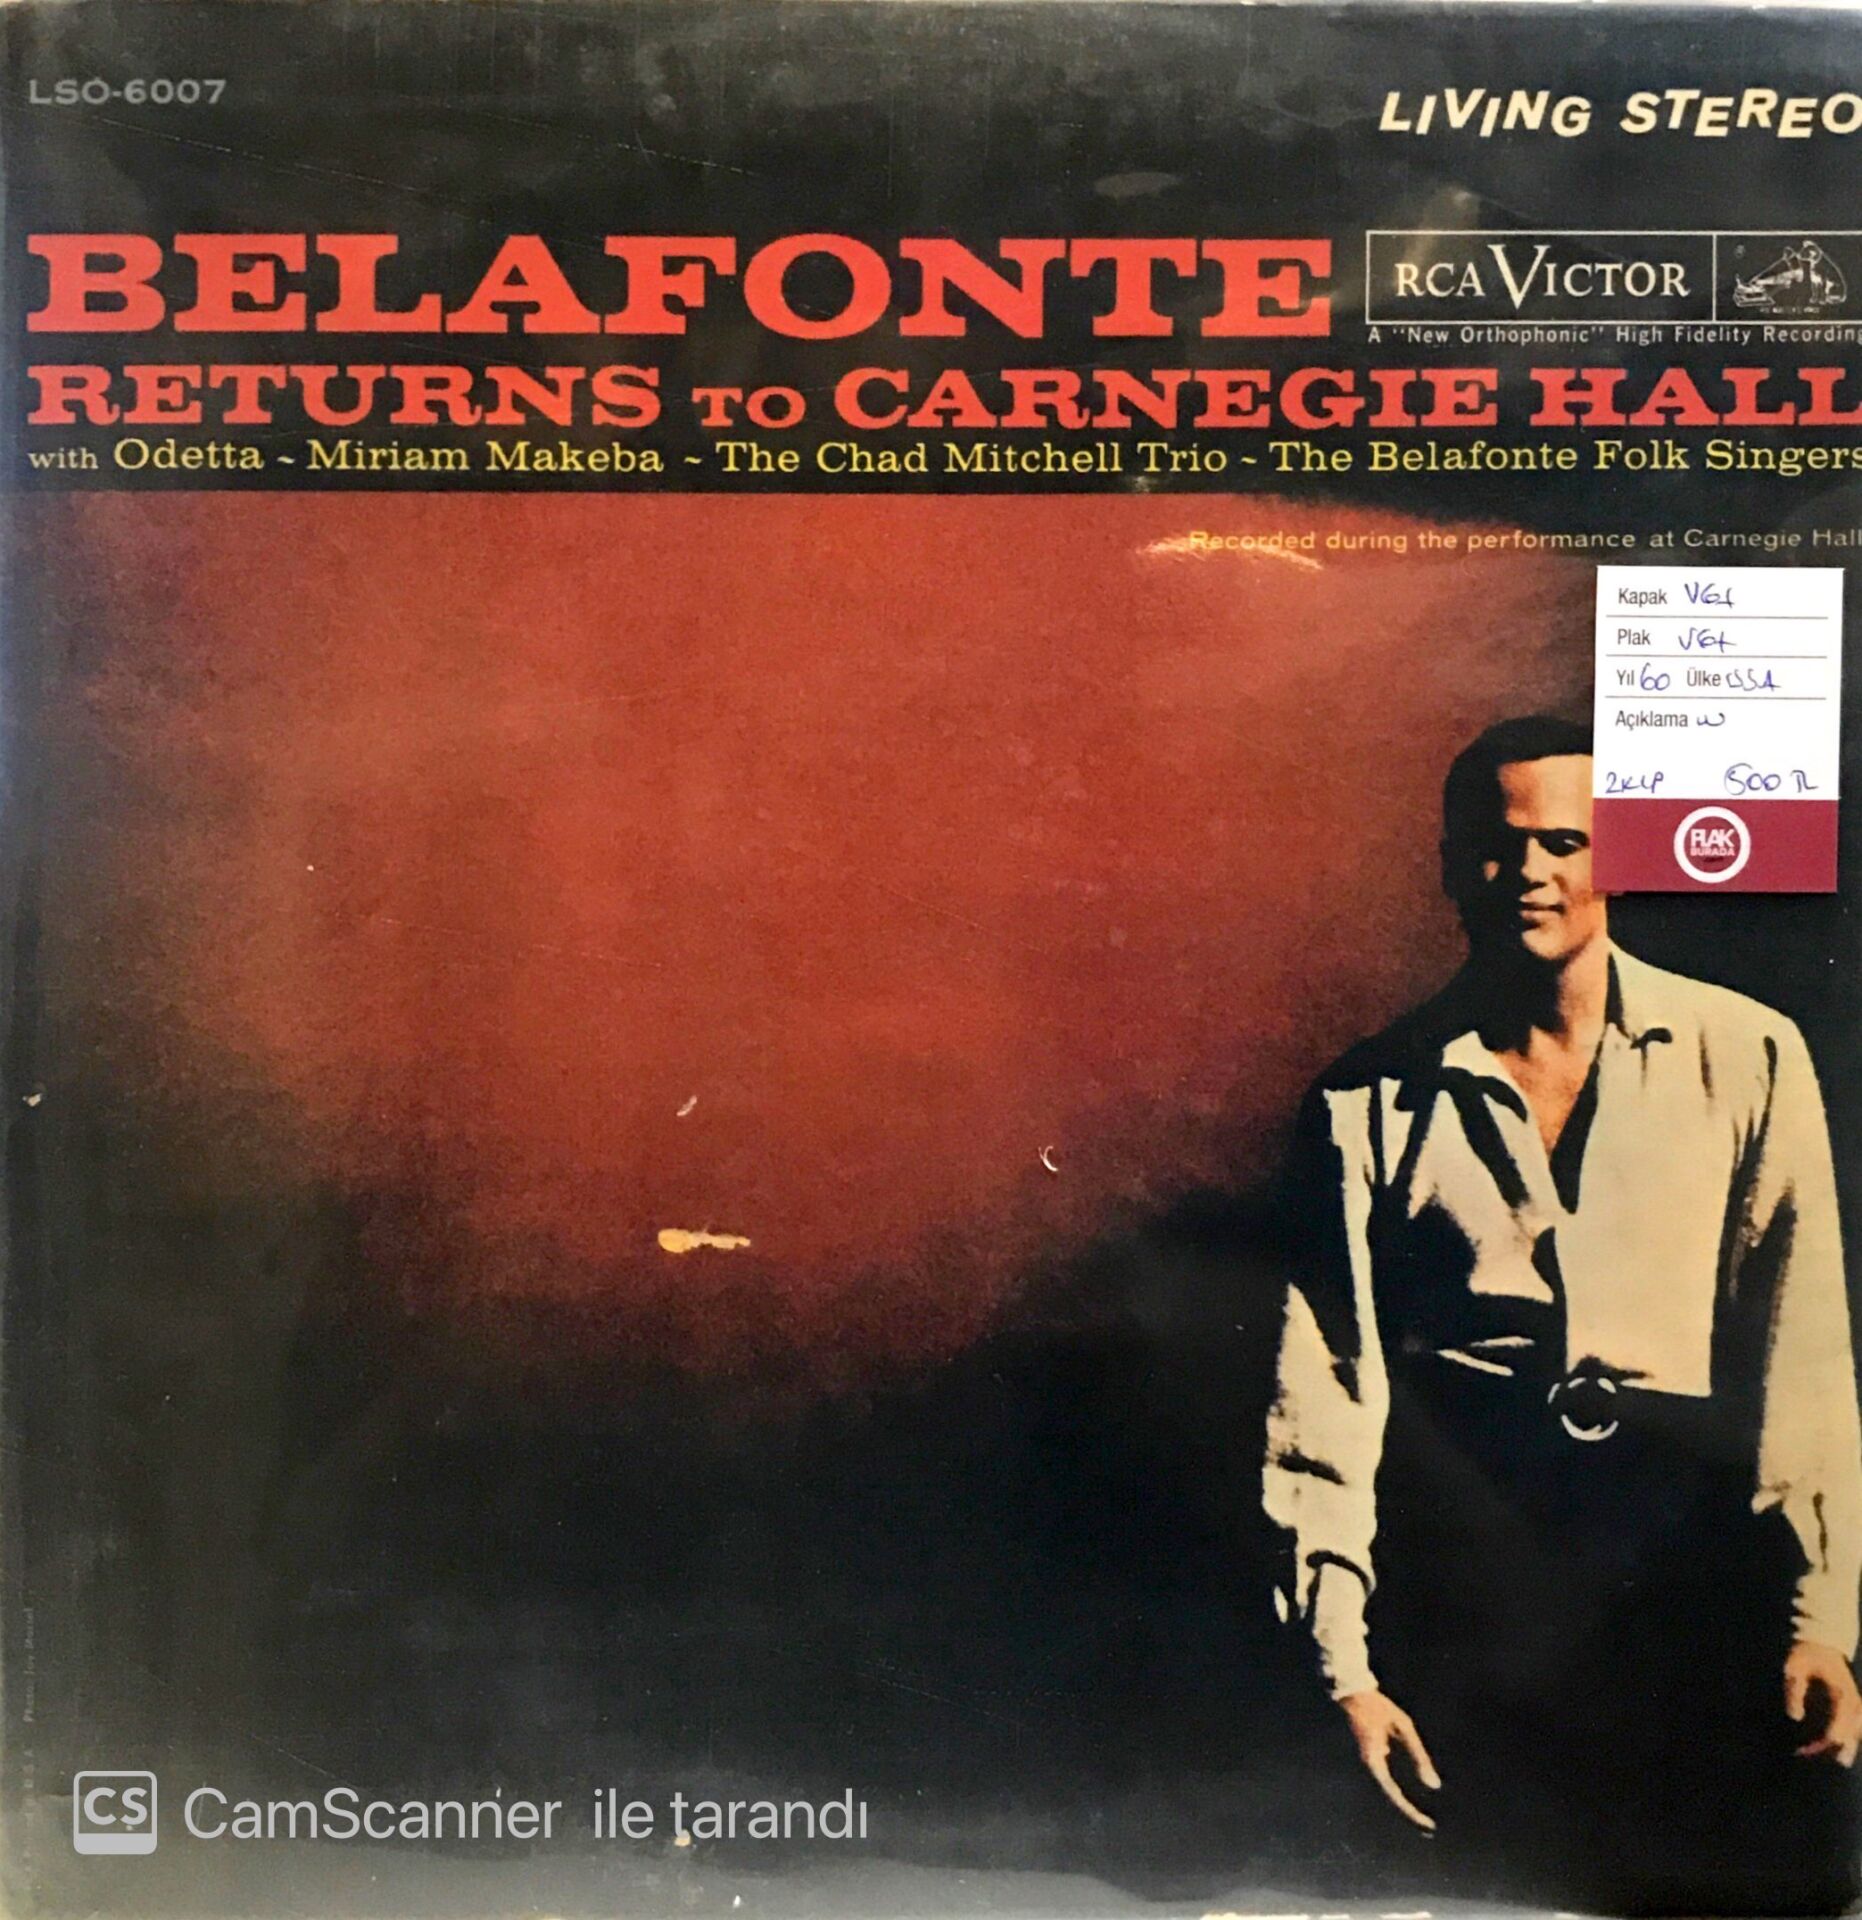 LSO-6007
LIVING STEREO
BELAFONTE
RCA VICTOR
A "New Orthophonic" High Fidelity Recording
RETURNS TO CARNEGIE HALL
with Odetta ~ Miriam Makeba ~ The Chad Mitchell Trio ~ The Belafonte Folk Singers
Recorded during the performance at Carnegie Hall
Kapak VG+
Plak VG+
Yıl 60 Ülke USA
Açıklama
500 TL
PLAK
BURADA
CS CamScanner ile tarandı